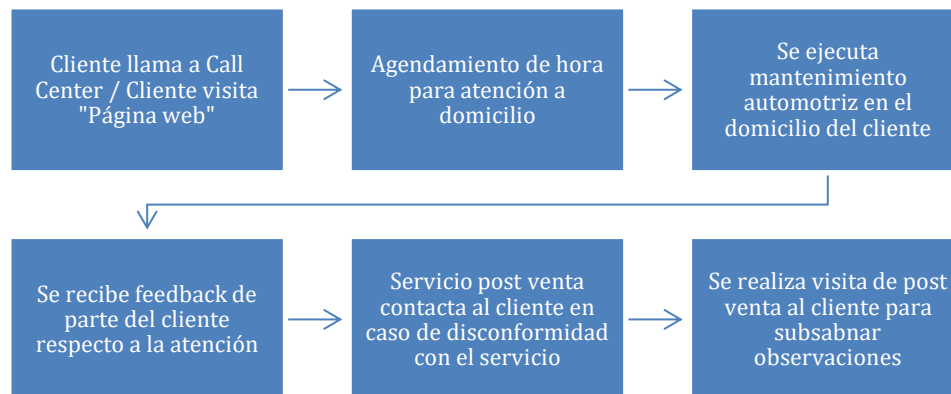 Cliente llama a Call
Center / Cliente visita
"Página web"
Agendamiento de hora
para atención a
domicilio
Se ejecuta
mantenimiento
automotriz en el
domicilio del cliente
Se recibe feedback de
parte del cliente
respecto a la atención
Servicio post venta
contacta al cliente en
caso de disconformidad
con el servicio
Se realiza visita de post
venta al cliente para
subsabnar
observaciones